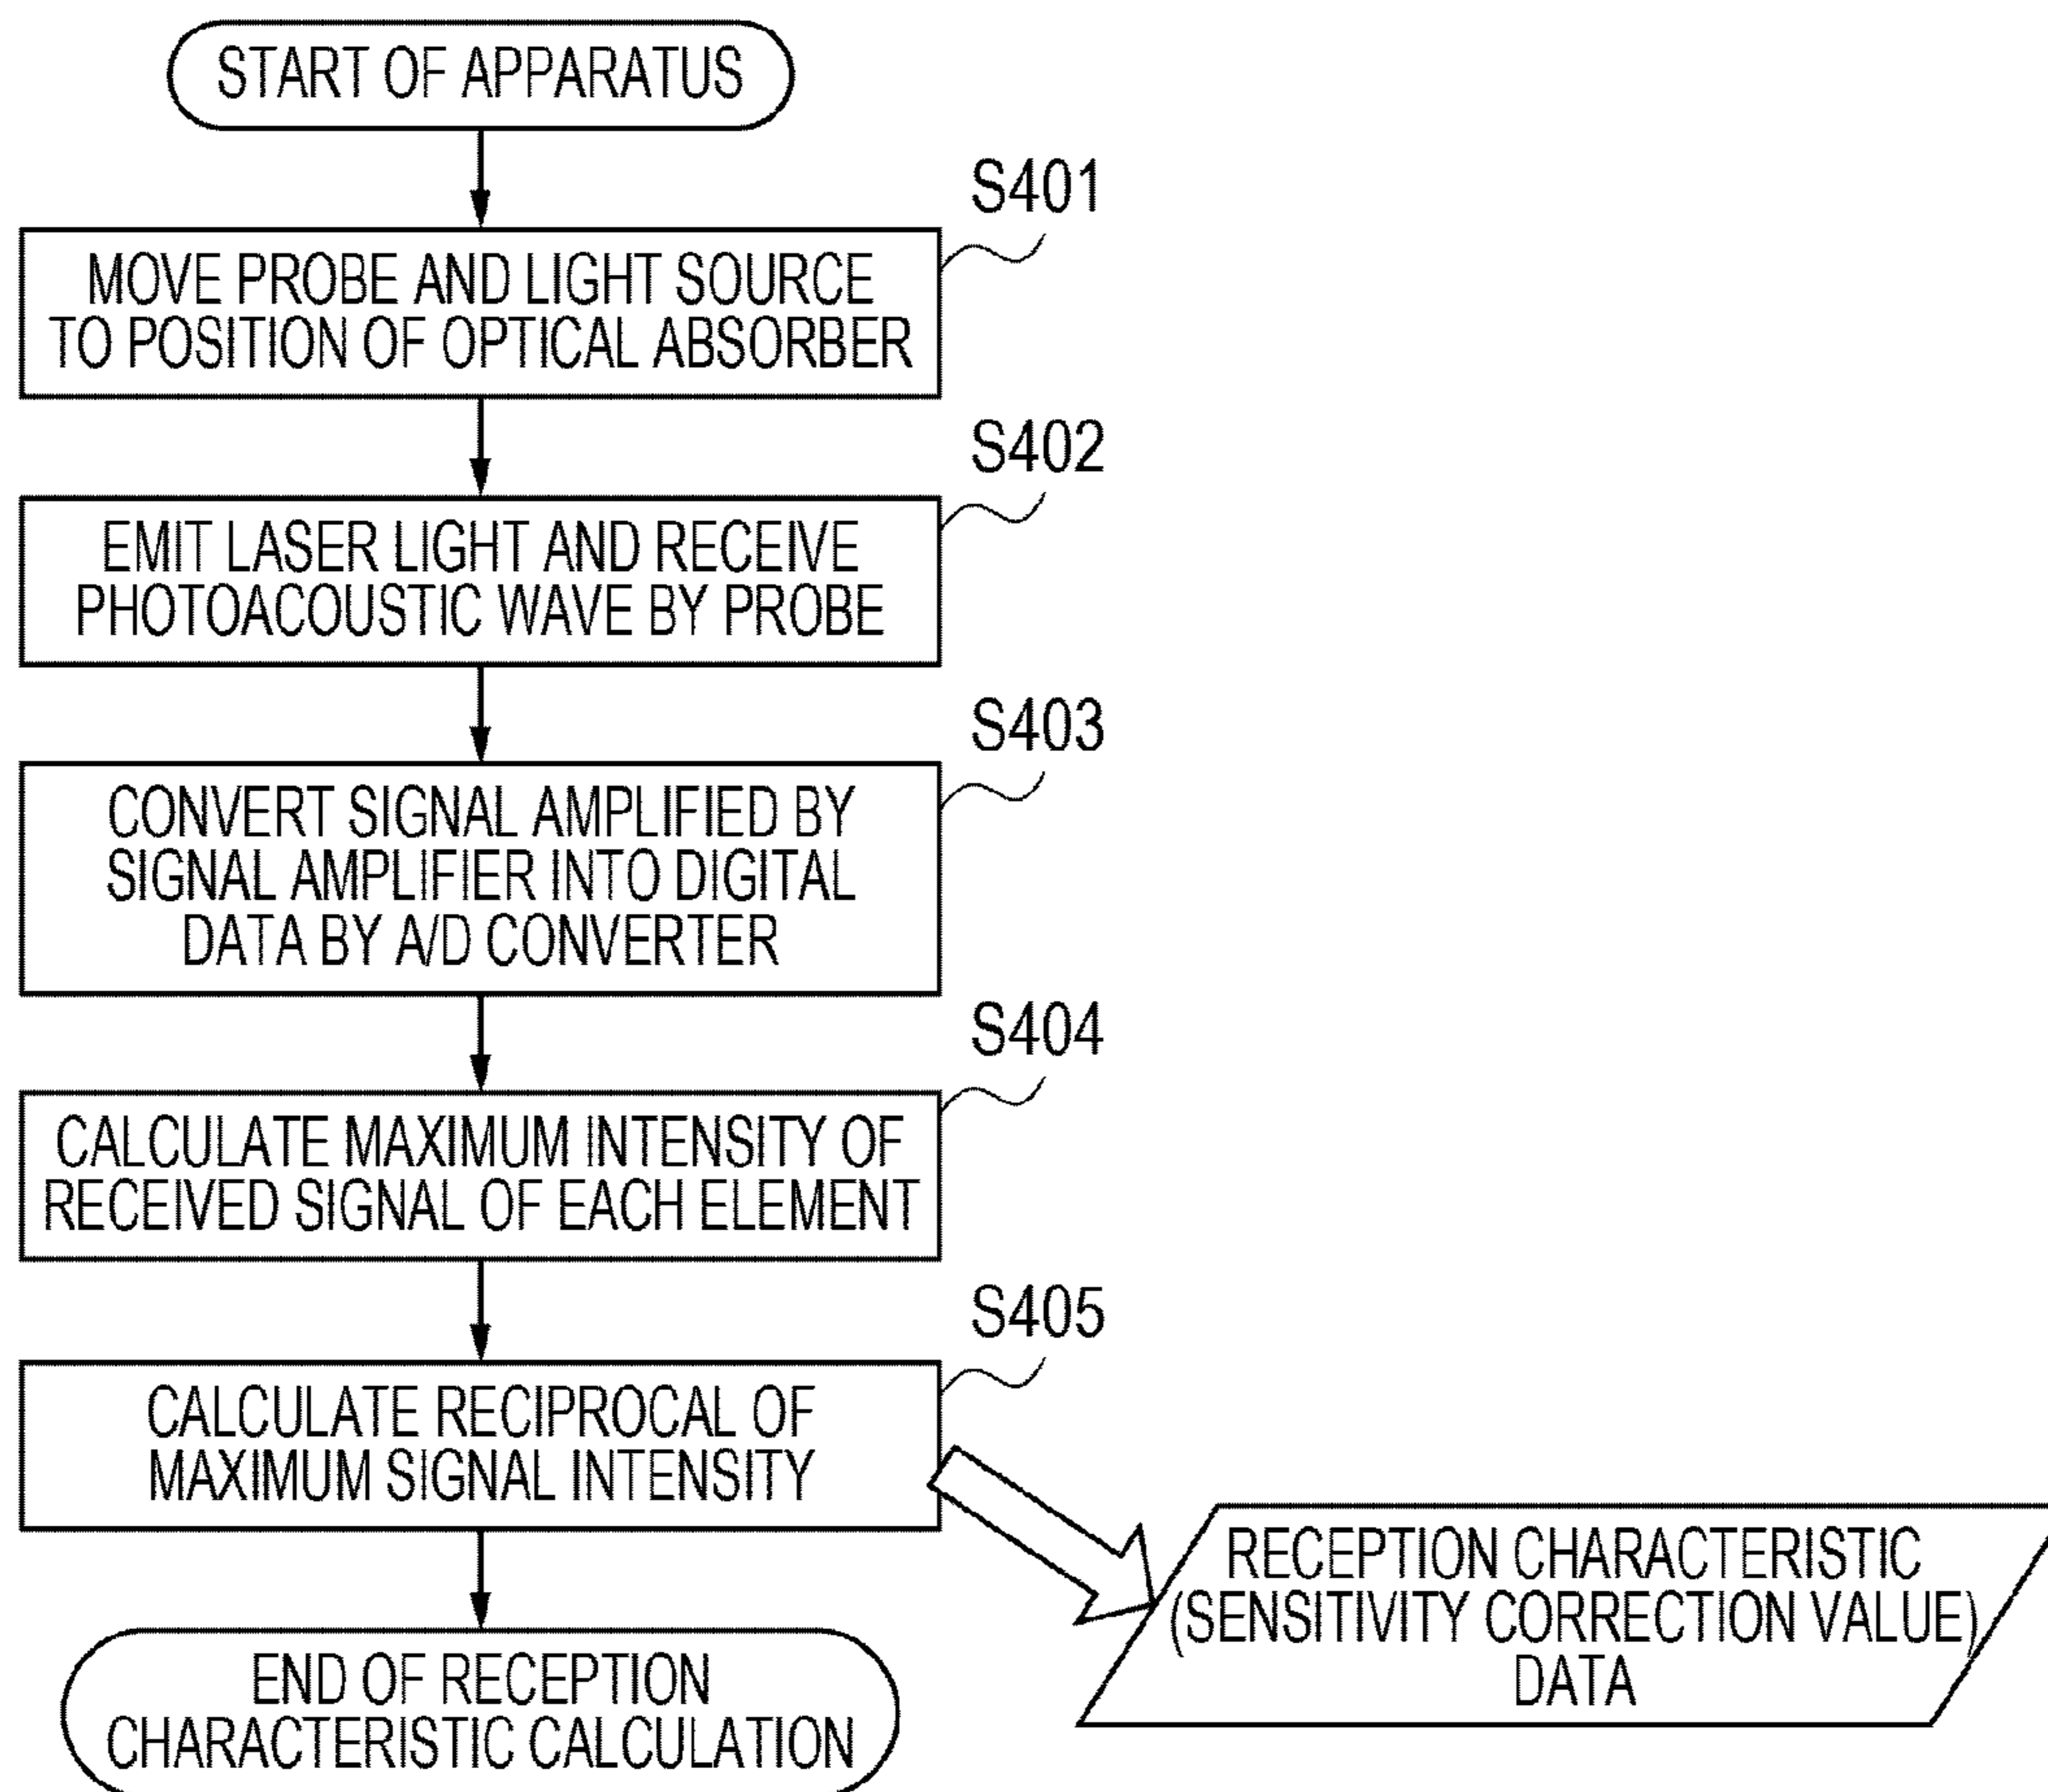 START OF APPARATUS
S401
MOVE PROBE AND LIGHT SOURCE
TO POSITION OF OPTICAL ABSORBER
S402
EMIT LASER LIGHT AND RECEIVE
PHOTOACOUSTIC WAVE BY PROBE
S403
CONVERT SIGNAL AMPLIFIED BY
SIGNAL AMPLIFIER INTO DIGITAL
DATA BY A/D CONVERTER
S404
CALCULATE MAXIMUM INTENSITY OF
RECEIVED SIGNAL OF EACH ELEMENT
S405
CALCULATE RECIPROCAL OF
MAXIMUM SIGNAL INTENSITY
RECEPTION CHARACTERISTIC
(SENSITIVITY CORRECTION VALUE)
DATA
END OF RECEPTION
CHARACTERISTIC CALCULATION